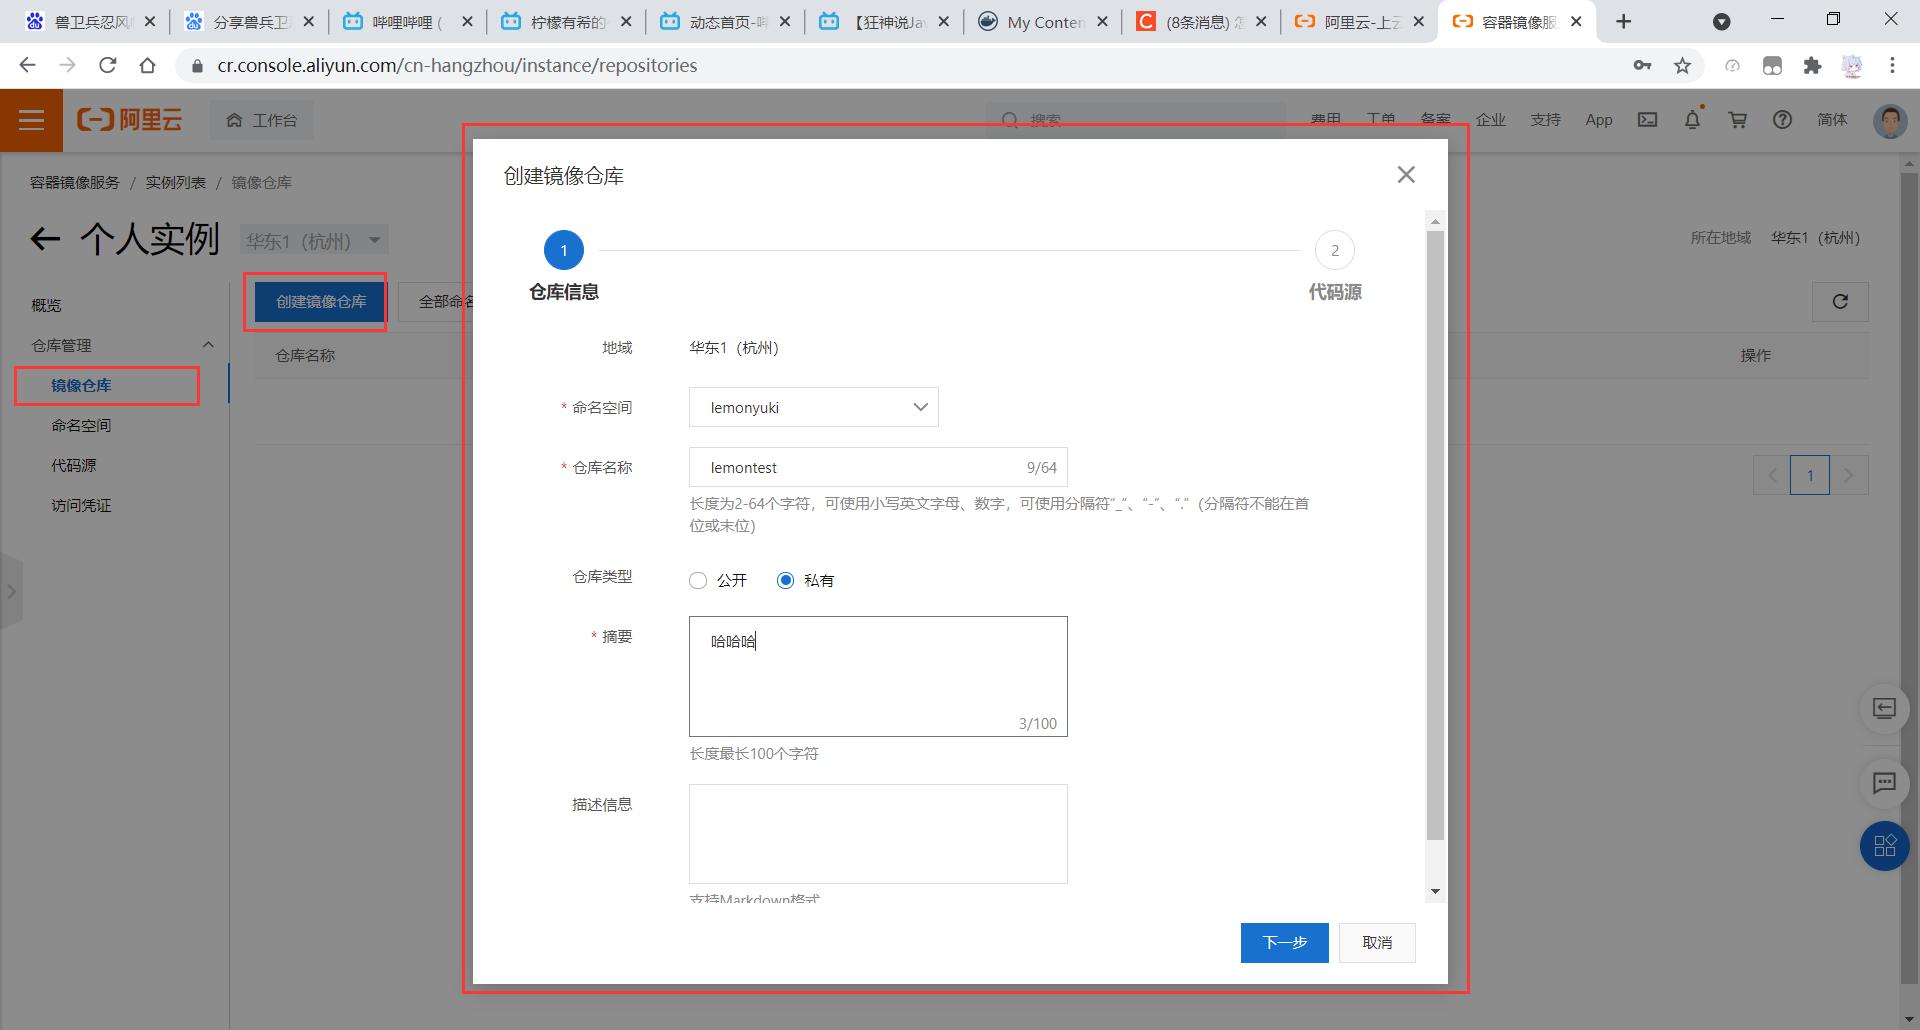 兽卫兵忍风
分享兽兵卫
哔哩哔哩 (
柠檬有希的
动态首页-哔
【狂神说Jav
My Conten
(8条消息) 怎
阿里云-上云
容器镜像服
cr.console.aliyun.com/cn-hangzhou/instance/repositories
阿里云
工作台
搜索
费用
工单
备案
企业
支持
App
简体
容器镜像服务 / 实例列表 / 镜像仓库
个人实例
华东1（杭州）
所在地域
华东1（杭州）
概览
仓库管理
镜像仓库
命名空间
代码源
访问凭证
创建镜像仓库
全部命名
仓库名称
操作
1
创建镜像仓库
1
2
仓库信息
代码源
地域
华东1（杭州）
* 命名空间
lemonyuki
* 仓库名称
lemontest
9/64
长度为2-64个字符，可使用小写英文字母、数字，可使用分隔符“_”、“-”、“.”（分隔符不能在首
位或末位）
仓库类型
公开
私有
* 摘要
哈哈哈
3/100
长度最长100个字符
描述信息
支持Markdown格式
下一步
取消